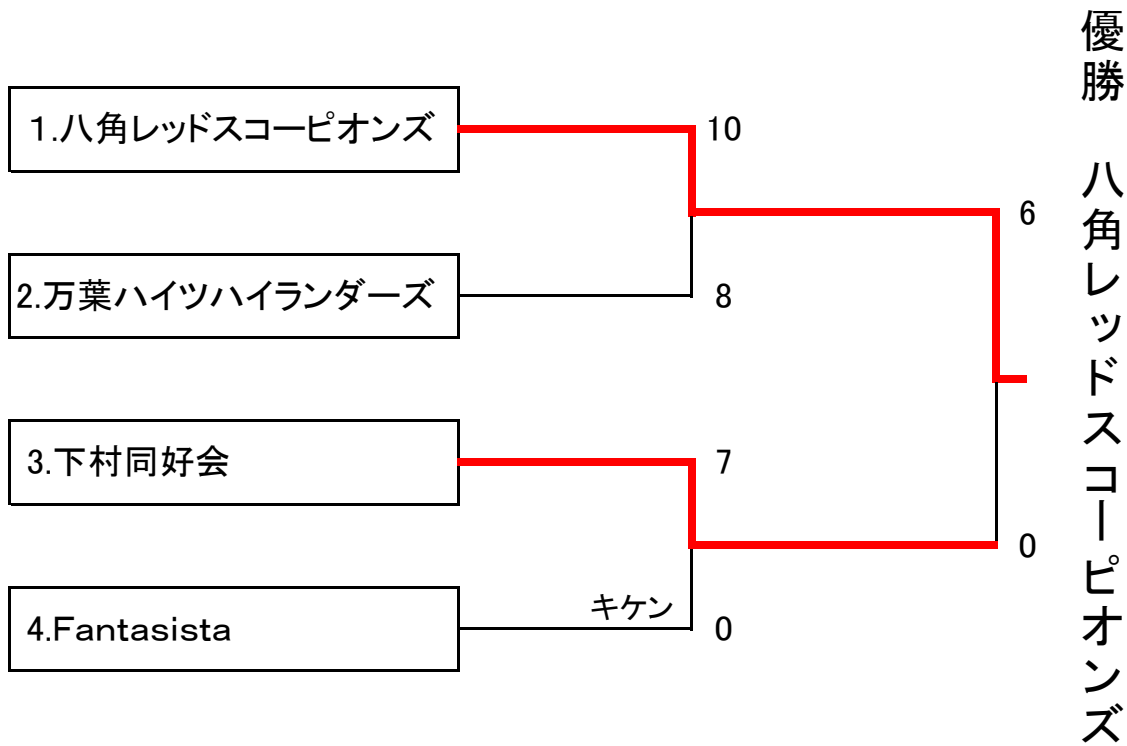 1.八角レッドスコーピオンズ
10
2.万葉ハイツハイランダーズ
8
6
3.下村同好会
7
4.Fantasista
キケン
0
0
優勝 八角レッドスコーピオンズ